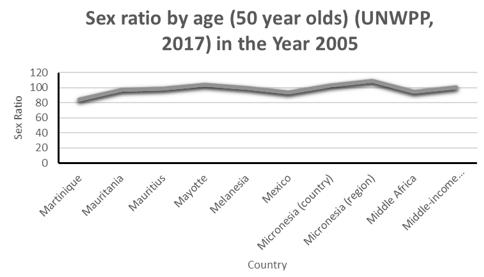 Sex ratio by age (50 year olds) (UNWPP,
2017) in the Year 2005
120
100
80
60
40
20
0
Sex Ratio
Martinique
Mauritania
Mauritius
Mayotte
Melanesia
Mexico
Micronesia (country)
Micronesia (region)
Middle Africa
Middle-income...
Country